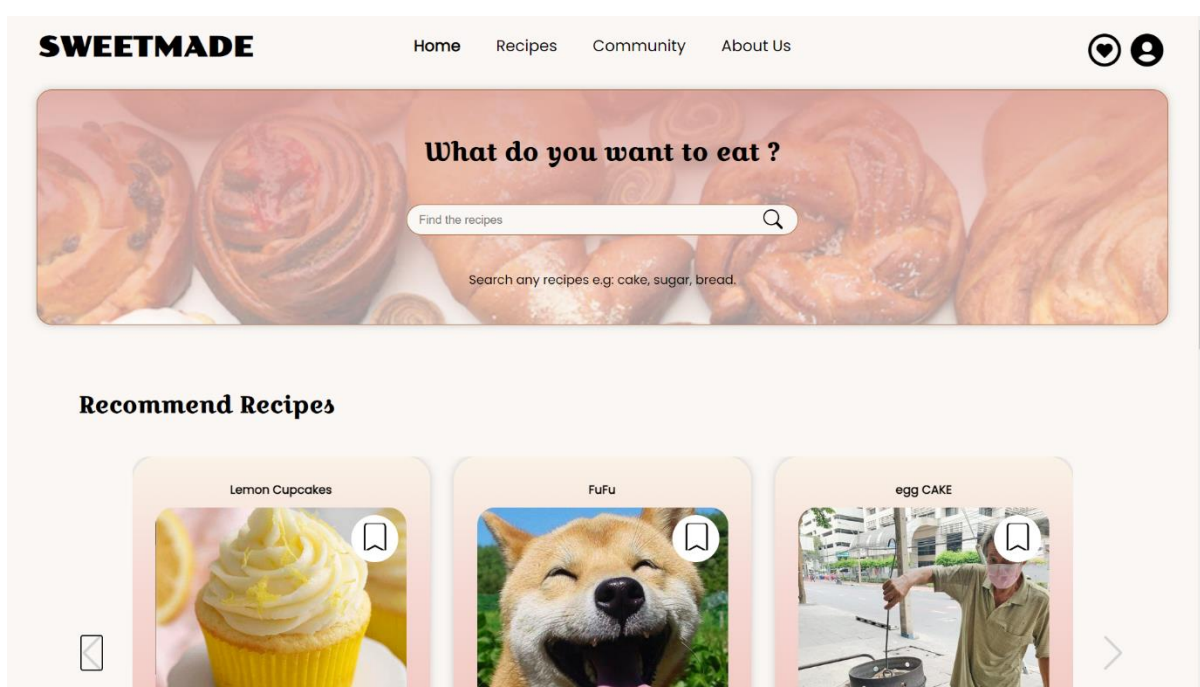 SWEETMADE
Home Recipes Community About Us
What do you want to eat ?
Find the recipes
Search any recipes e.g: cake, sugar, bread.
Recommend Recipes
Lemon Cupcakes
FuFu
egg CAKE